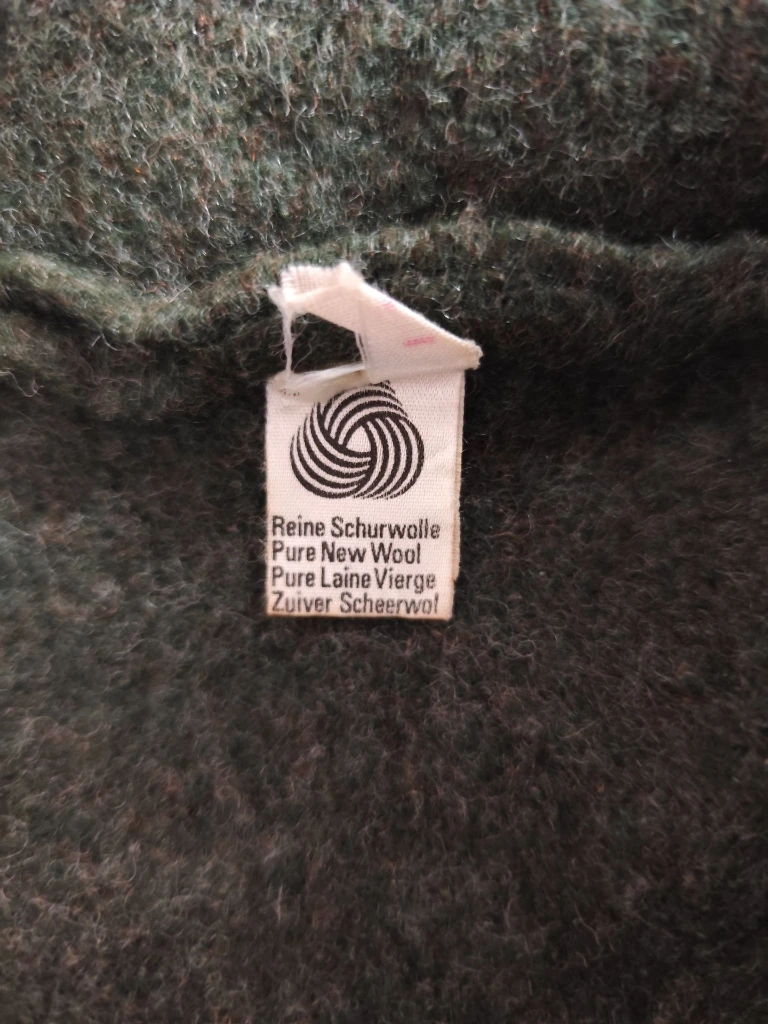 Reine Schurwolle
Pure New Wool
Pure Laine Vierge
Zuiver Scheerwol